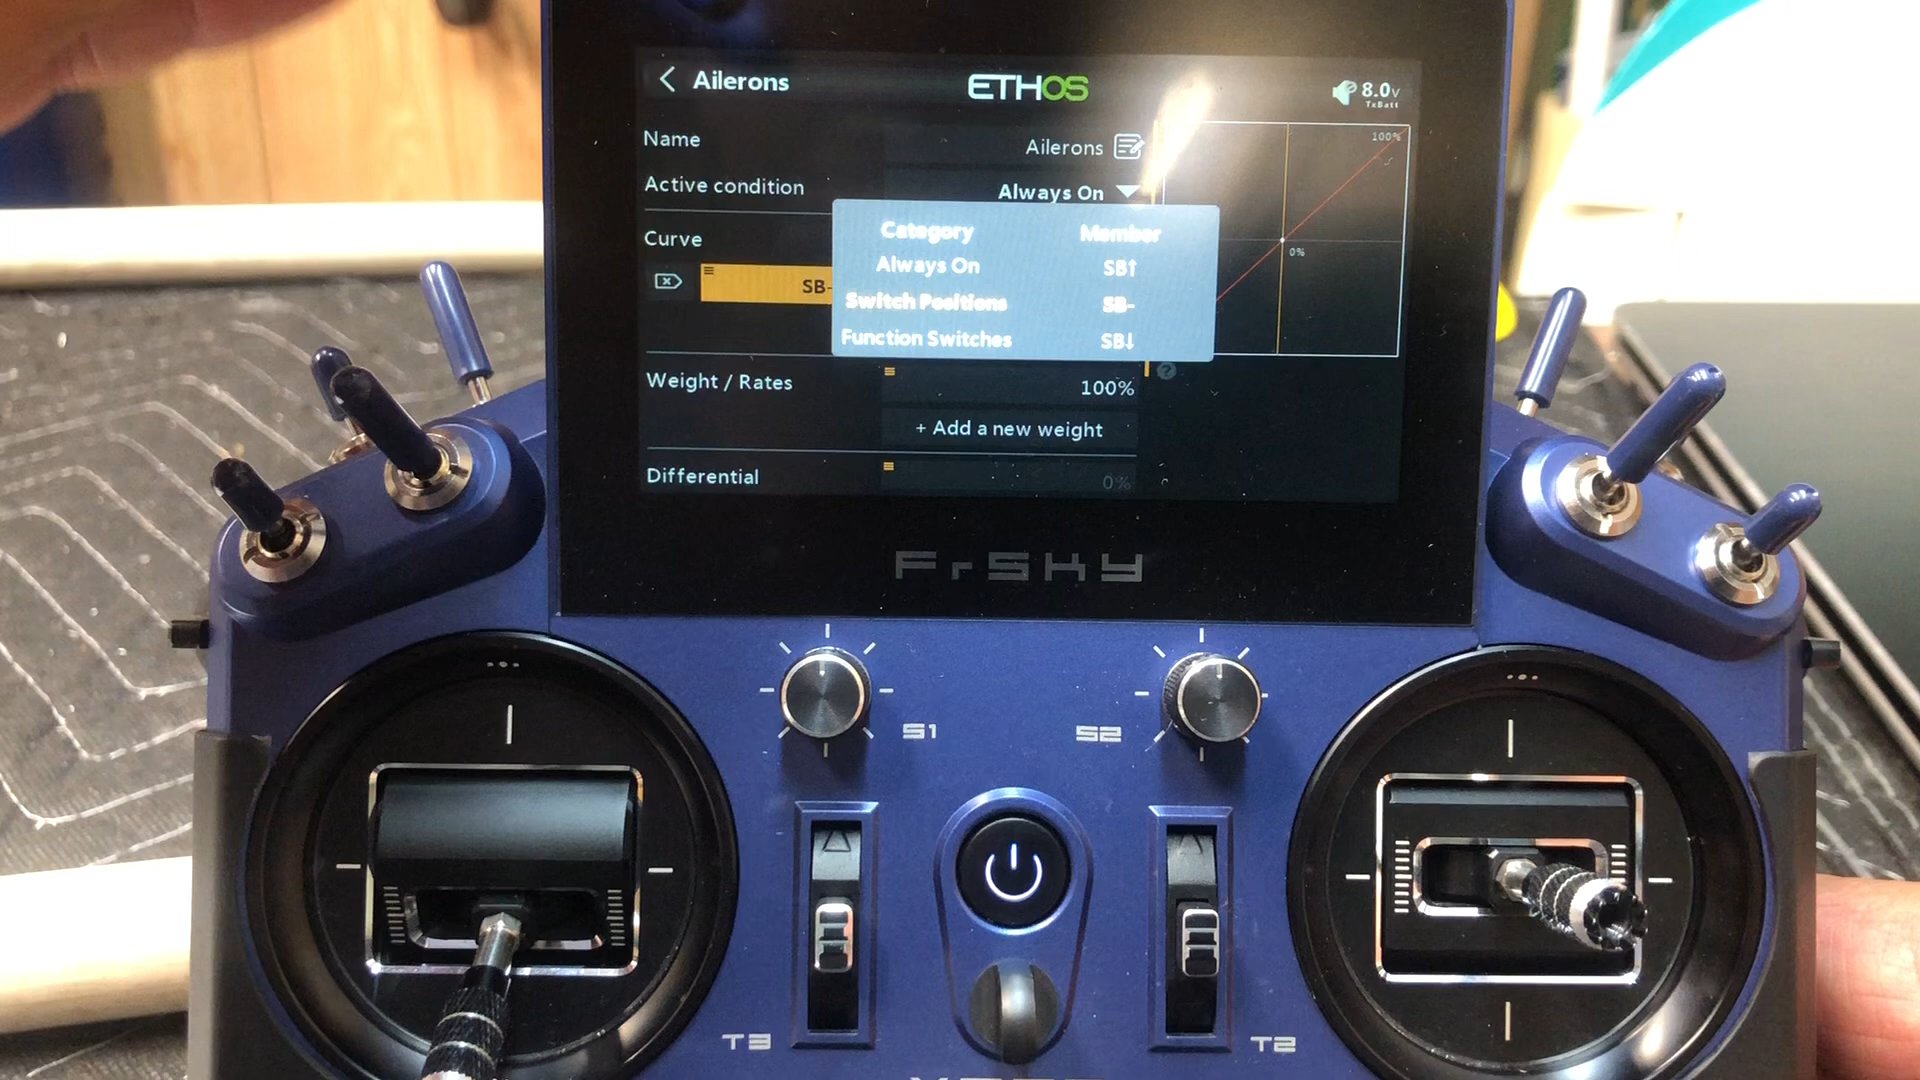 Ailerons
ETHOS
8.0v
TxBatt
Name
Ailerons
100%
Active condition
Always On
Category Member
Curve
0%
Always On SB↑
SB-
Switch Positions SB-
Function Switches SB↓
Weight / Rates
100%
?
+ Add a new weight
Differential
0%
FrSKY
S1
S2
T3
T2